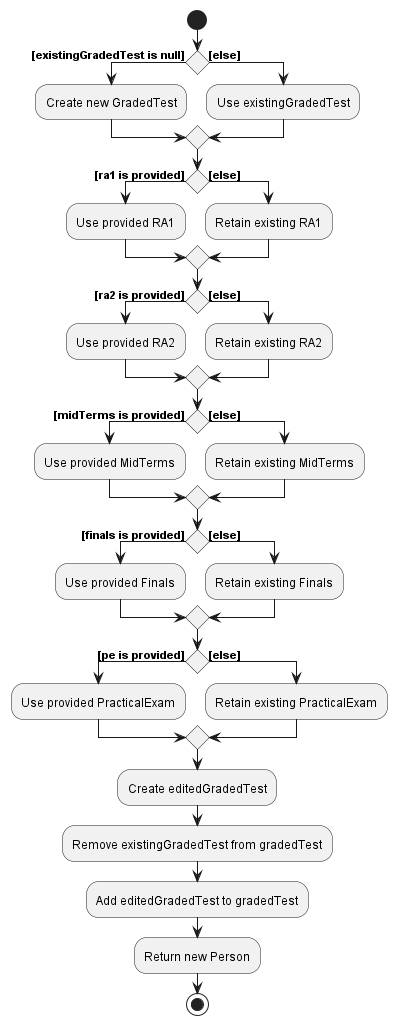 [existingGradedTest is null] [else]
Create new GradedTest Use existingGradedTest
[ra1 is provided] [else]
Use provided RA1 Retain existing RA1
[ra2 is provided] [else]
Use provided RA2 Retain existing RA2
[midTerms is provided] [else]
Use provided MidTerms Retain existing MidTerms
[finals is provided] [else]
Use provided Finals Retain existing Finals
[pe is provided] [else]
Use provided PracticalExam Retain existing PracticalExam
Create editedGradedTest
Remove existingGradedTest from gradedTest
Add editedGradedTest to gradedTest
Return new Person